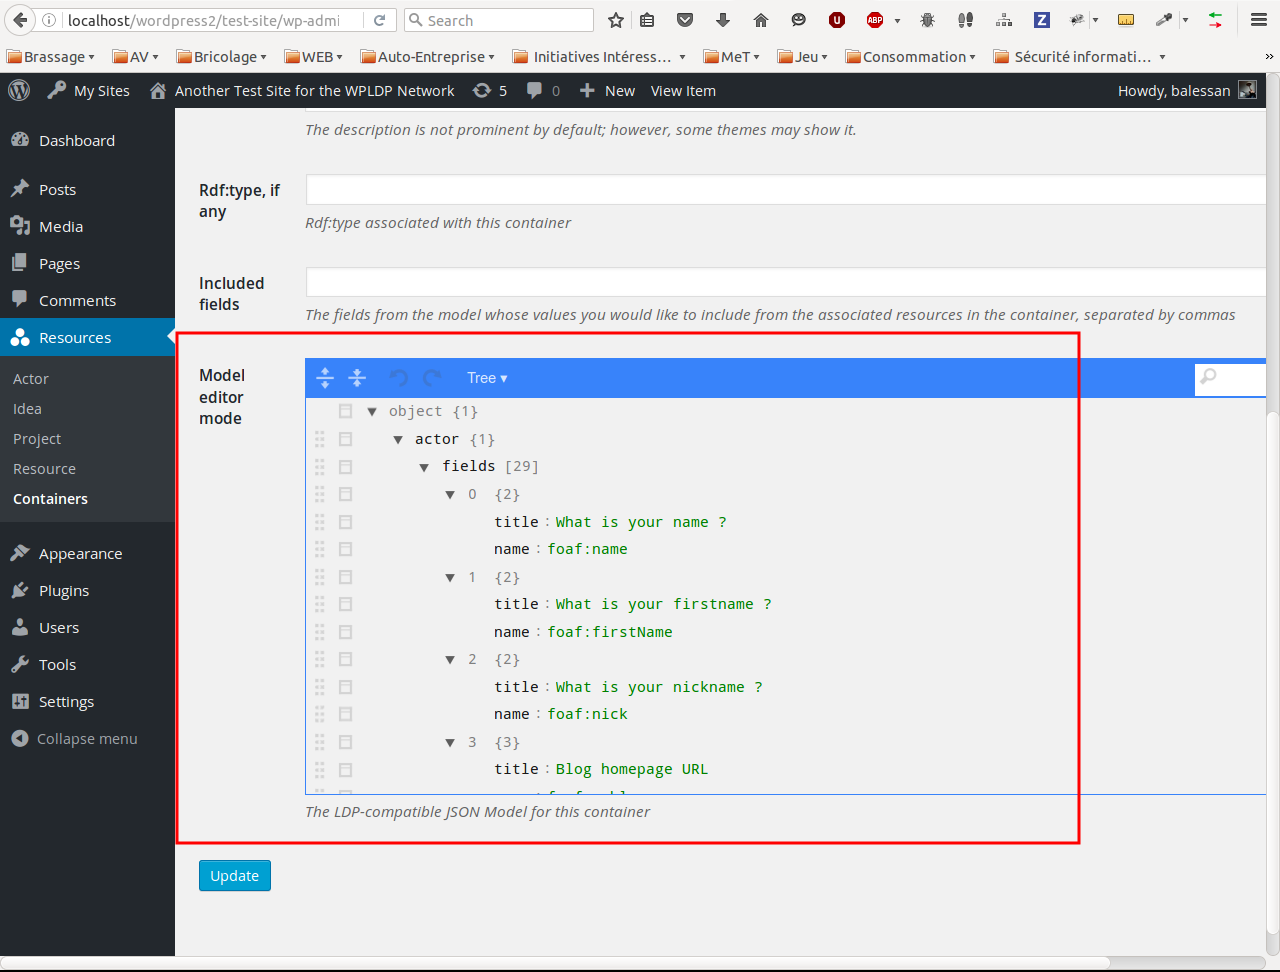 localhost/wordpress2/test-site/wp-admi
Search
Brassage
AV
Bricolage
WEB
Auto-Entreprise
Initiatives Intéress...
MeT
Jeu
Consommation
Sécurité informati...
My Sites
Another Test Site for the WPLDP Network
5
0
New
View Item
Howdy, balessan
Dashboard
Posts
Media
Pages
Comments
Resources
Actor
Idea
Project
Resource
Containers
Appearance
Plugins
Users
Tools
Settings
Collapse menu
The description is not prominent by default; however, some themes may show it.
Rdf:type, if
any
Rdf:type associated with this container
Included
fields
The fields from the model whose values you would like to include from the associated resources in the container, separated by commas
Model
editor
mode
Tree ▾
object {1}
actor {1}
fields [29]
0 {2}
title : What is your name ?
name : foaf:name
1 {2}
title : What is your firstname ?
name : foaf:firstName
2 {2}
title : What is your nickname ?
name : foaf:nick
3 {3}
title : Blog homepage URL
The LDP-compatible JSON Model for this container
Update